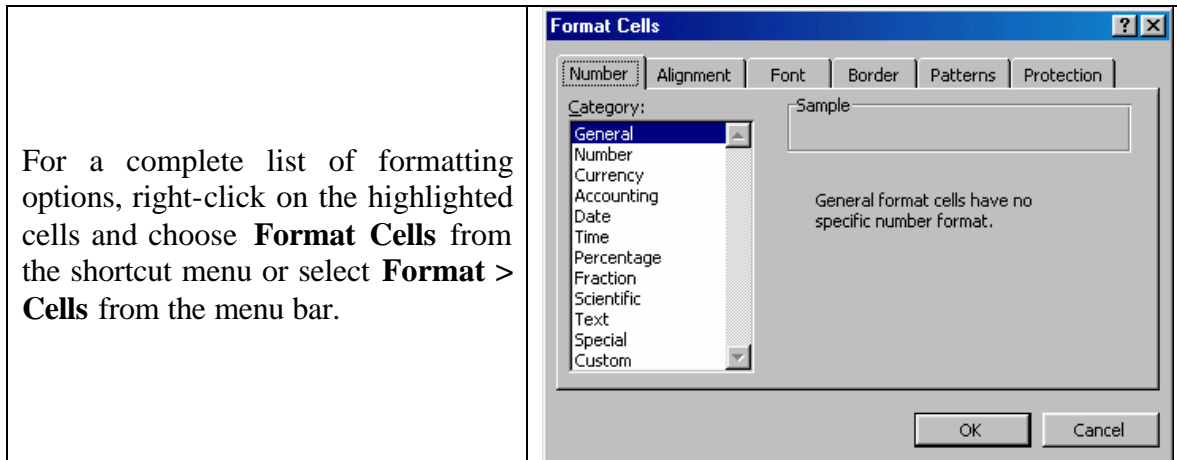 For a complete list of formatting
options, right-click on the highlighted
cells and choose Format Cells from
the shortcut menu or select Format >
Cells from the menu bar.
Format Cells
Number Alignment Font Border Patterns Protection
Category:
General
Number
Currency
Accounting
Date
Time
Percentage
Fraction
Scientific
Text
Special
Custom
Sample
General format cells have no
specific number format.
OK Cancel